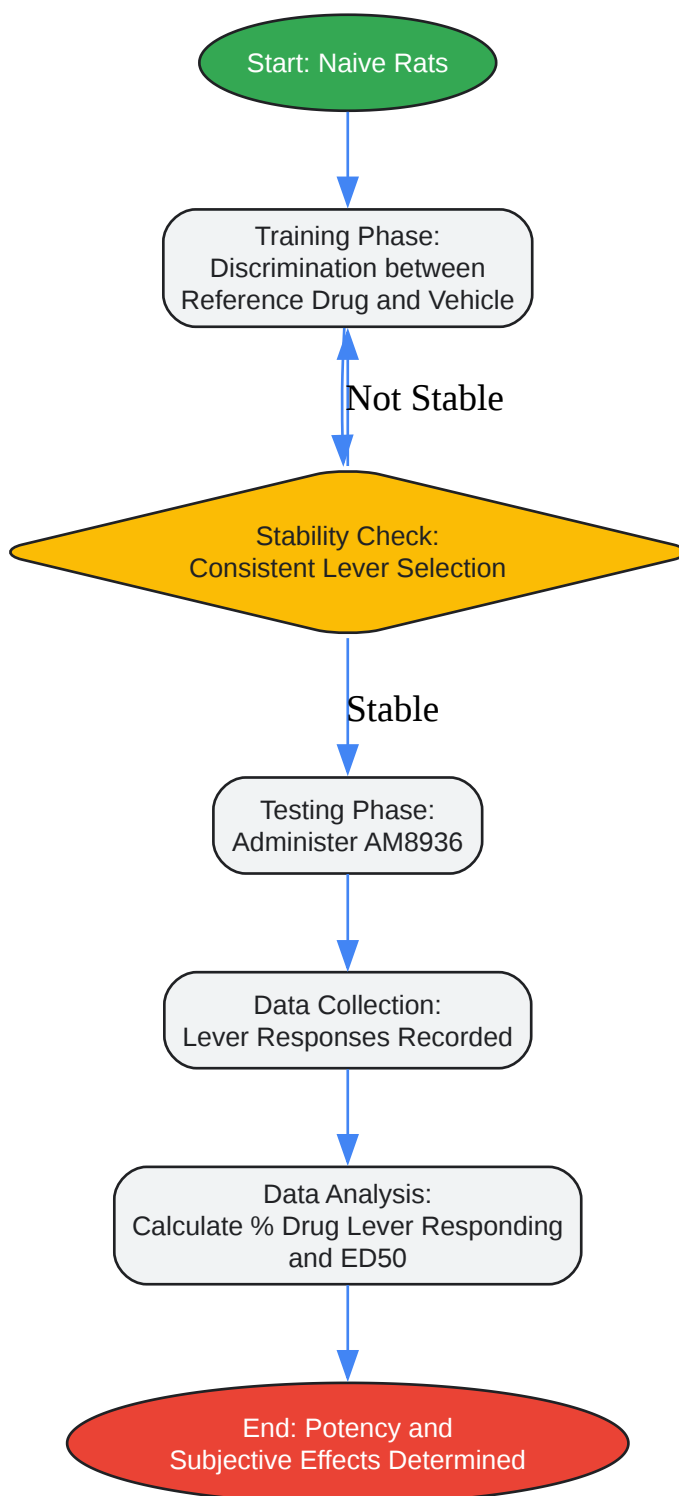 Start: Naive Rats
Training Phase:
Discrimination between
Reference Drug and Vehicle
Not Stable
Stability Check:
Consistent Lever Selection
Stable
Testing Phase:
Administer AM8936
Data Collection:
Lever Responses Recorded
Data Analysis:
Calculate % Drug Lever Responding
and ED50
End: Potency and
Subjective Effects Determined